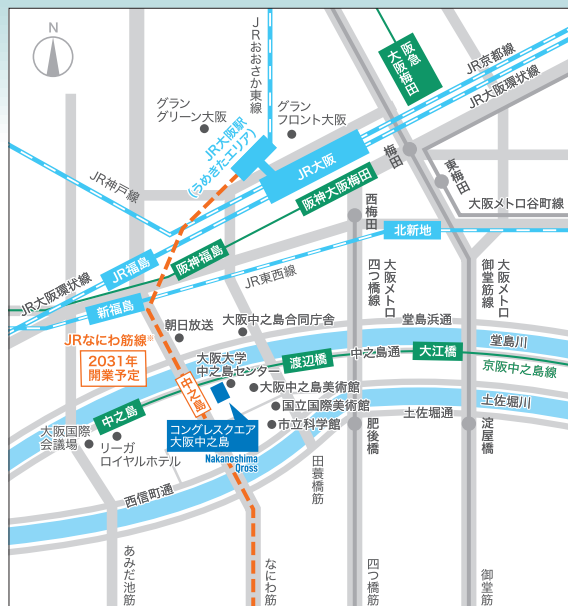 N
JRおおさか東線
阪急
大阪梅田
JR京都線
JR大阪環状線
グラン
グリーン大阪
グラン
フロント大阪
JR大阪駅
(うめきたエリア)
JR大阪
梅田
東梅田
JR神戸線
阪神大阪梅田
西梅田
大阪メトロ谷町線
北新地
JR福島
阪神福島
JR東西線
JR大阪環状線
新福島
大阪メトロ
四つ橋線
大阪メトロ
御堂筋線
JRなにわ筋線※
2031年
開業予定
朝日放送
大阪中之島合同庁舎
堂島浜通
堂島川
大阪大学
中之島センター
渡辺橋
中之島通
大江橋
京阪中之島線
中之島
中之島
大阪中之島美術館
国立国際美術館
市立科学館
土佐堀通
土佐堀川
コングレスクエア
大阪中之島
Nakanoshima
Qross
大阪国際
会議場
リーガ
ロイヤルホテル
肥後橋
淀屋橋
田蓑橋筋
西信町通
あみだ池筋
なにわ筋
四つ橋筋
御堂筋